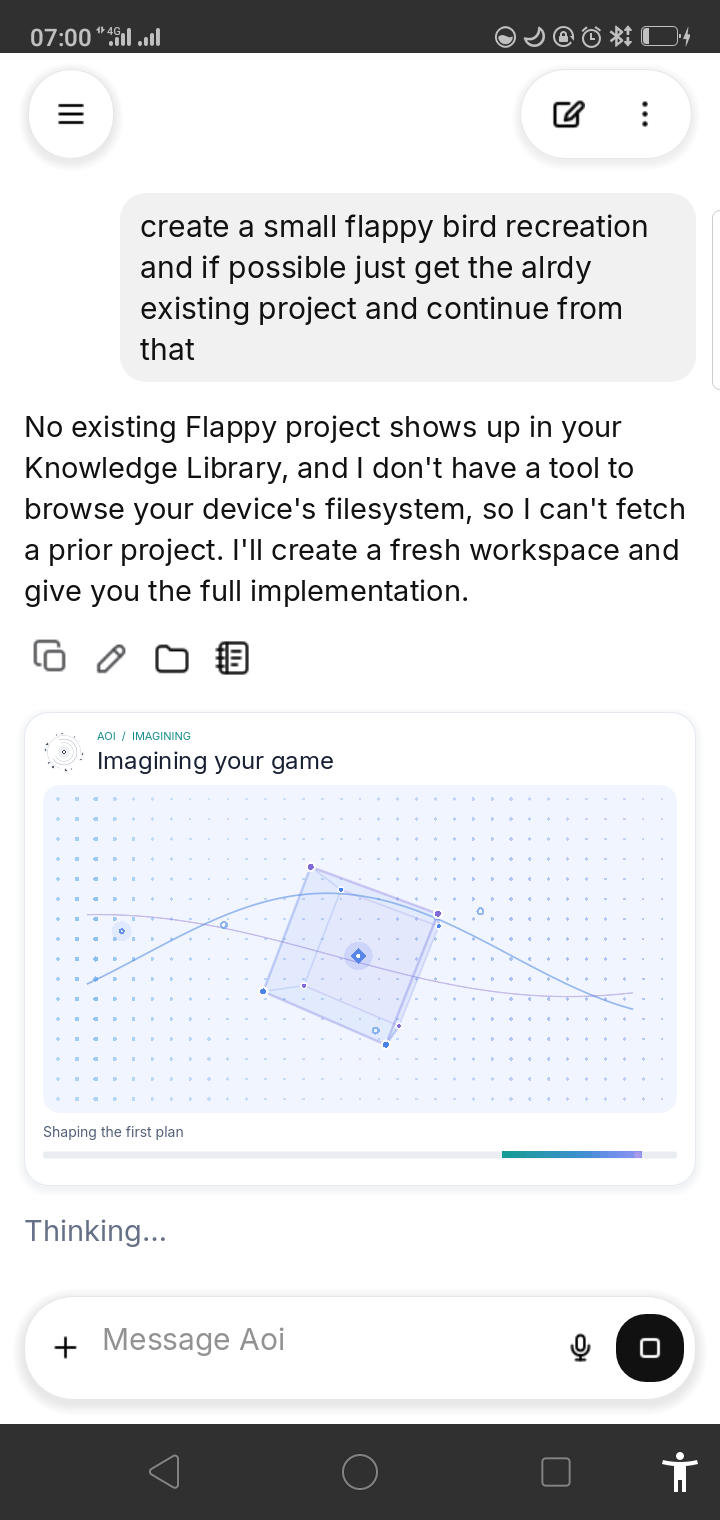 07:00 4G
create a small flappy bird recreation
and if possible just get the alrdy
existing project and continue from
that
No existing Flappy project shows up in your
Knowledge Library, and I don't have a tool to
browse your device's filesystem, so I can't fetch
a prior project. I'll create a fresh workspace and
give you the full implementation.
AOI / IMAGINING
Imagining your game
Shaping the first plan
Thinking...
Message Aoi